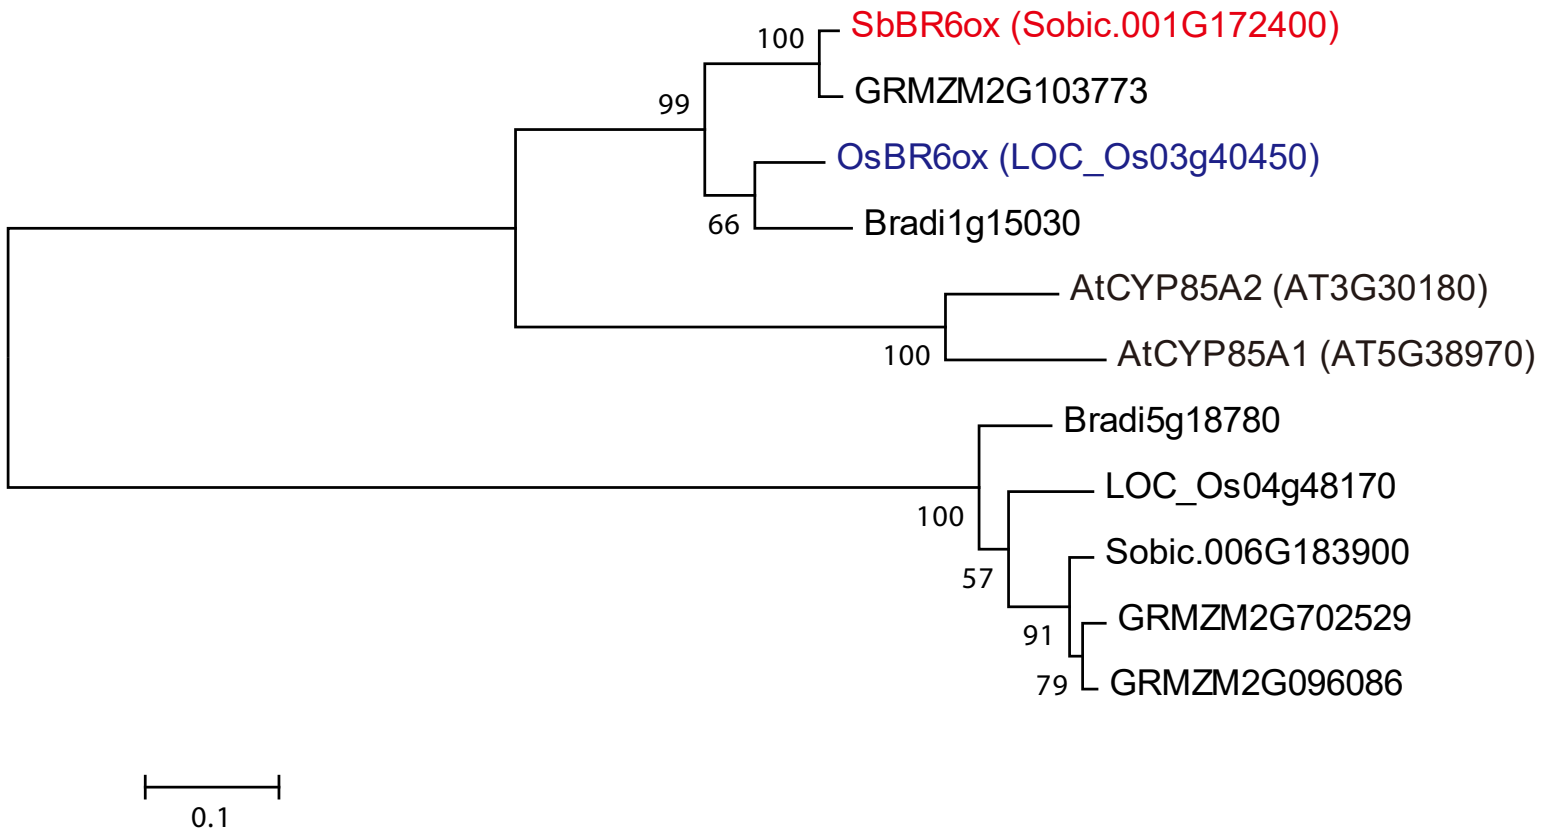 SbBR6ox (Sobic.001G172400)
100
GRMZM2G103773
99
OsBR6ox (LOC_Os03g40450)
Bradi1g15030
66
AtCYP85A2 (AT3G30180)
AtCYP85A1 (AT5G38970)
100
Bradi5g18780
LOC_Os04g48170
100
Sobic.006G183900
57
GRMZM2G702529
91
GRMZM2G096086
79
0.1